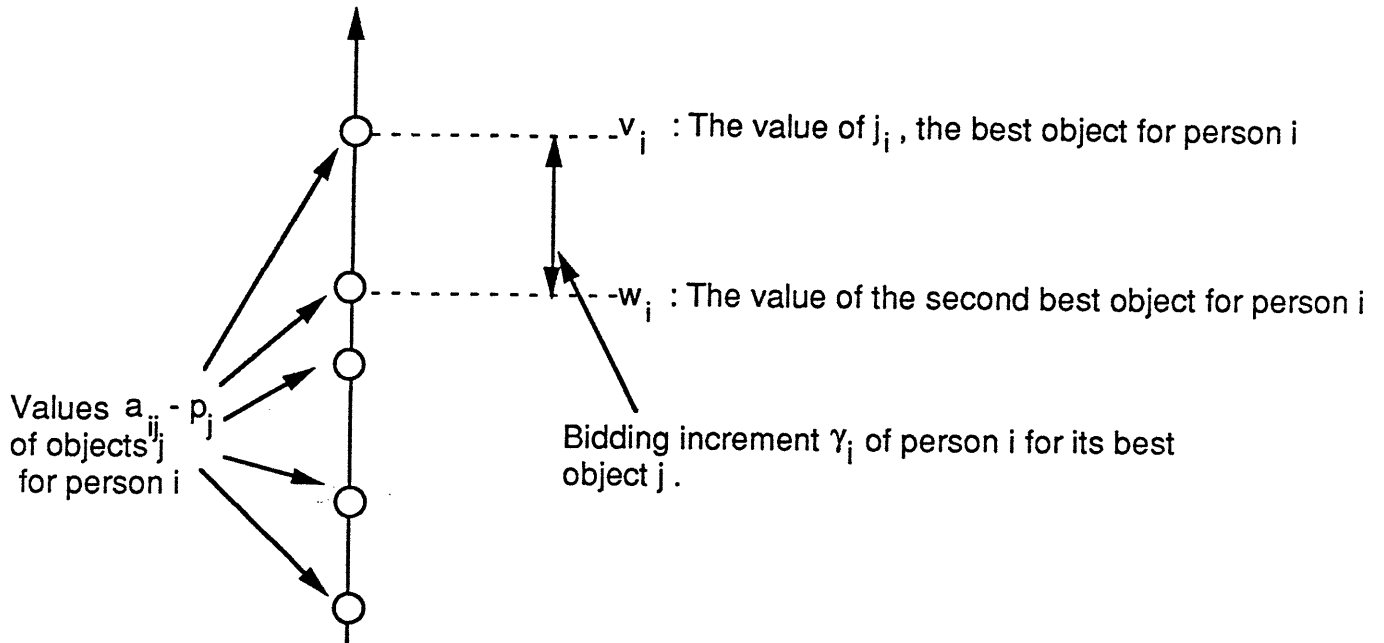 v_i : The value of j_i , the best object for person i
w_i : The value of the second best object for person i
Values a_ij - p_j
of objects j
for person i
Bidding increment γ_i of person i for its best
object j .